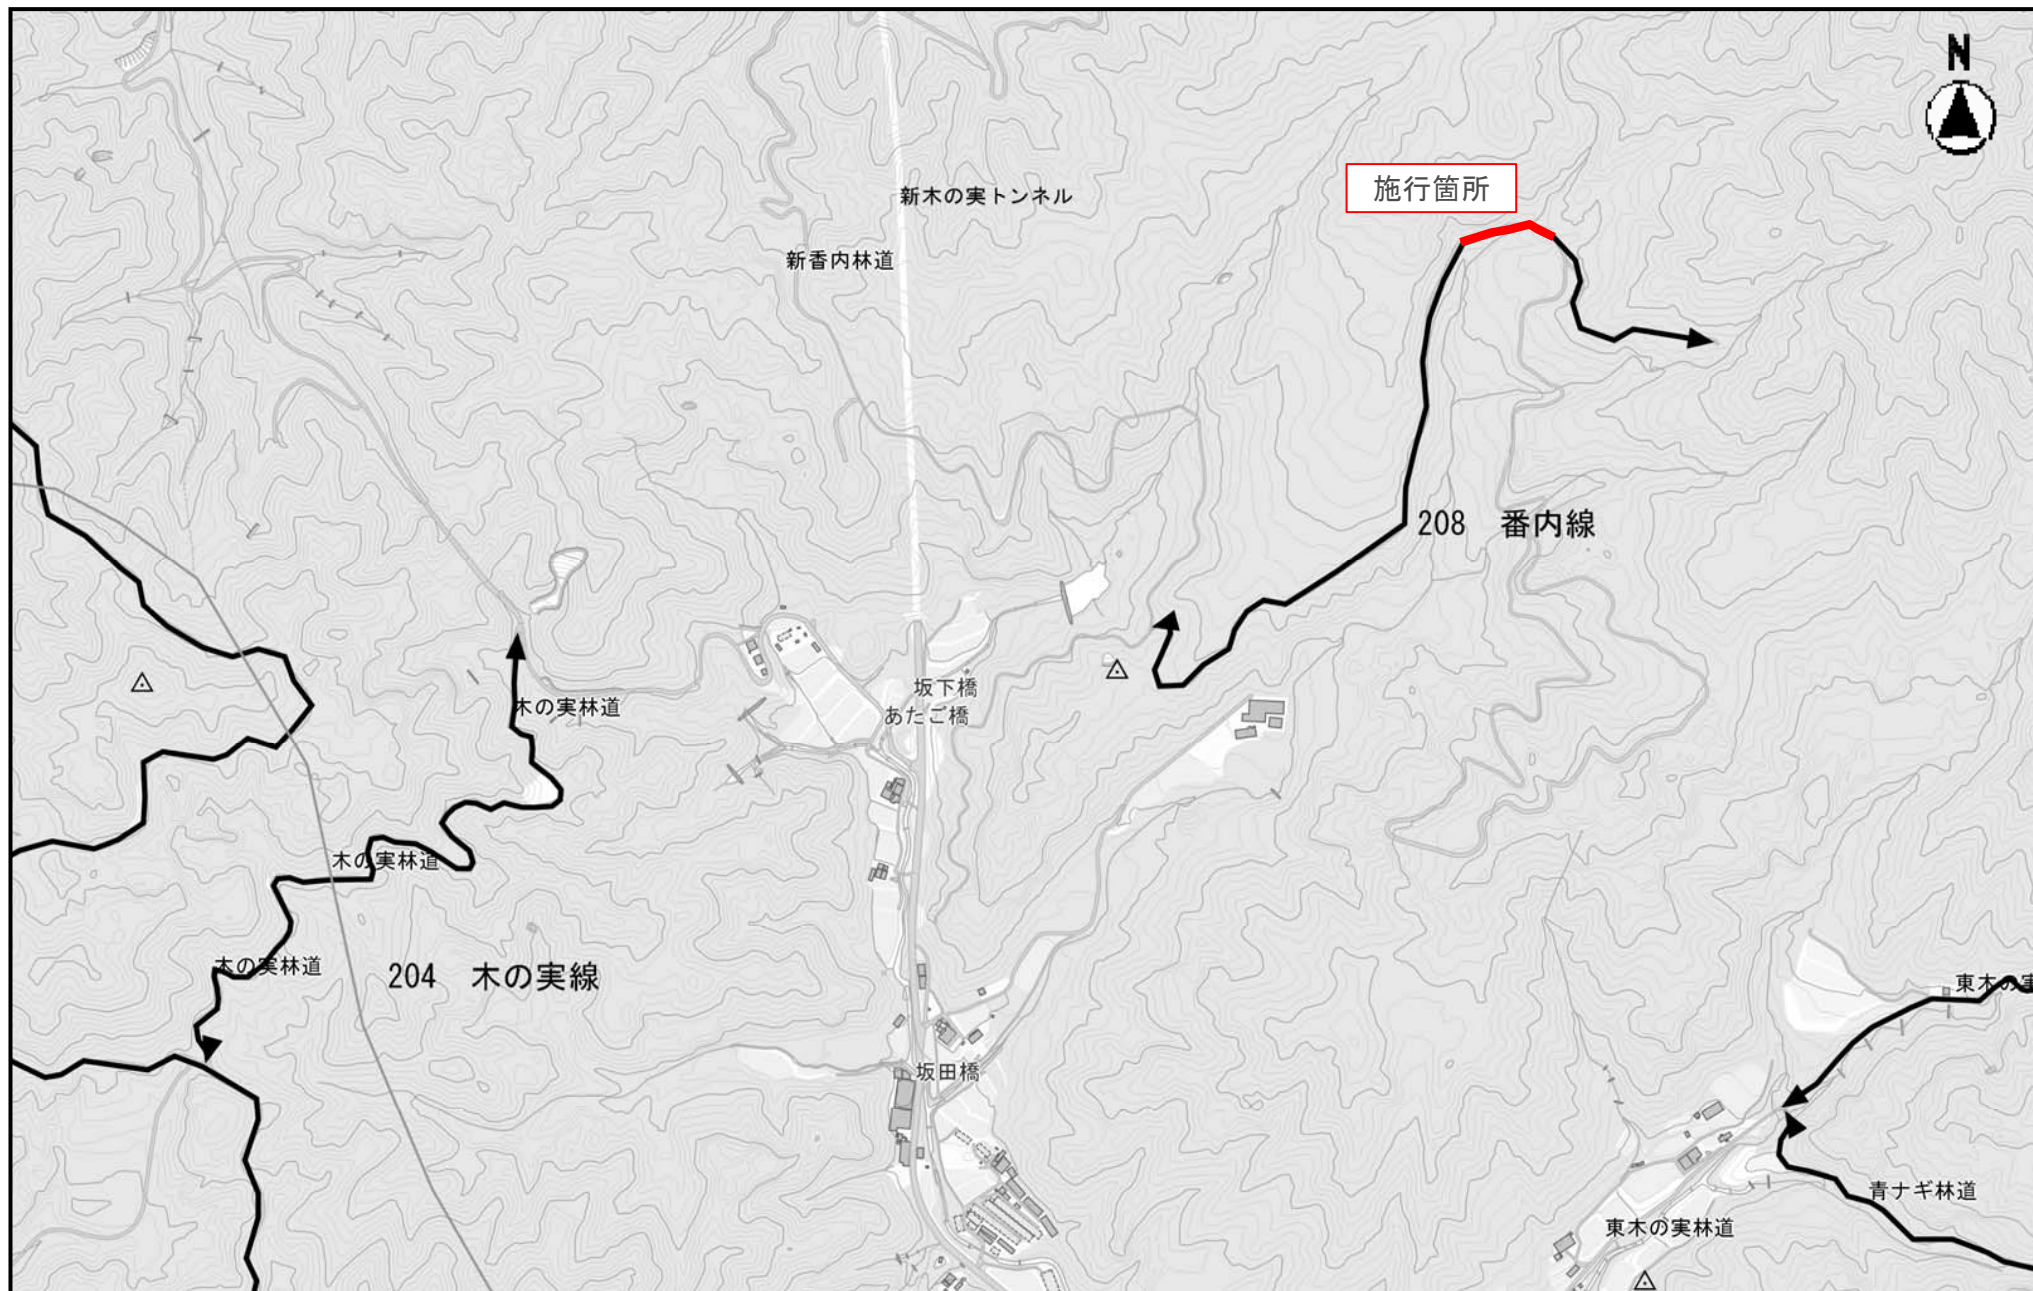 N
施行箇所
新木の実トンネル
新香内林道
208 番内線
坂下橋
木の実林道
あたご橋
木の実林道
木の実林道
204 木の実線
東木の実
坂田橋
青ナギ林道
東木の実林道